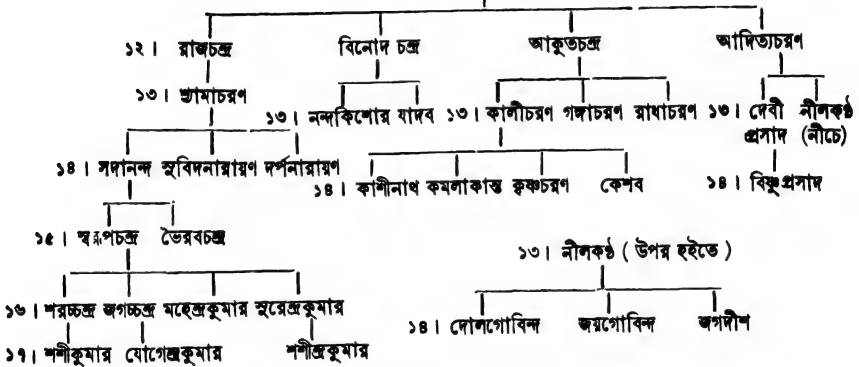 ১২। রাজচন্দ্র বিনোদ চন্দ্র আকুতচন্দ্র আদিত্যচরণ
১৩। শ্যামাচরণ
১৩। নন্দকিশোর যাদব ১৩। কালীচরণ গঙ্গাচরণ রাধাচরণ ১৩। দেবী নীলকণ্ঠ
প্রসাদ (নীচে)
১৪। সদানন্দ সুবিদনারায়ণ দর্পনারায়ণ
১৪। কাশীনাথ কমলাকান্ত কৃষ্ণচরণ কেশব ১৪। বিষ্ণুপ্রসাদ
১৫। স্বরূপচন্দ্র ভৈরবচন্দ্র
১৩। নীলকণ্ঠ ( উপর হইতে )
১৬। শরচ্চন্দ্র জগচ্চন্দ্র মহেন্দ্রকুমার সুরেন্দ্রকুমার
১৪। দোলগোবিন্দ জয়গোবিন্দ জগদীশ
১৭। শশীকুমার যোগেন্দ্রকুমার শশীন্দ্রকুমার